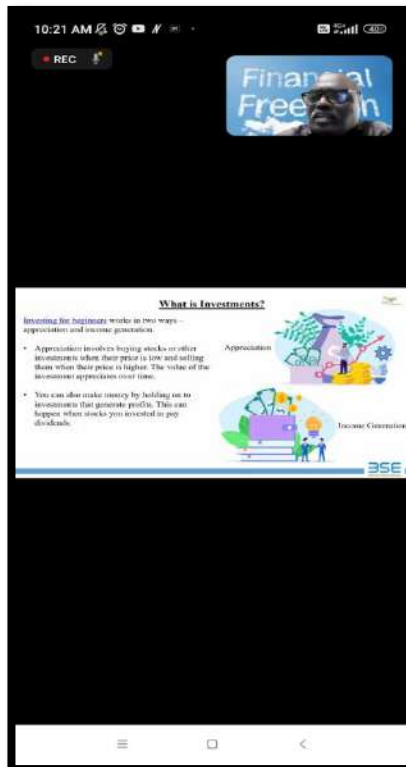 10:21 AM
REC
Financial
Freedom
What is Investments?
Investing for beginners works in two ways –
appreciation and income generation.
• Appreciation involves buying stocks or other
investments when their price is low and selling
them when their price is higher. The value of the
investment appreciates over time.
Appreciation
• You can also make money by holding on to
investments that generate profits. This can
happen when stocks you invested in pay
dividends.
Income Generation
BSE